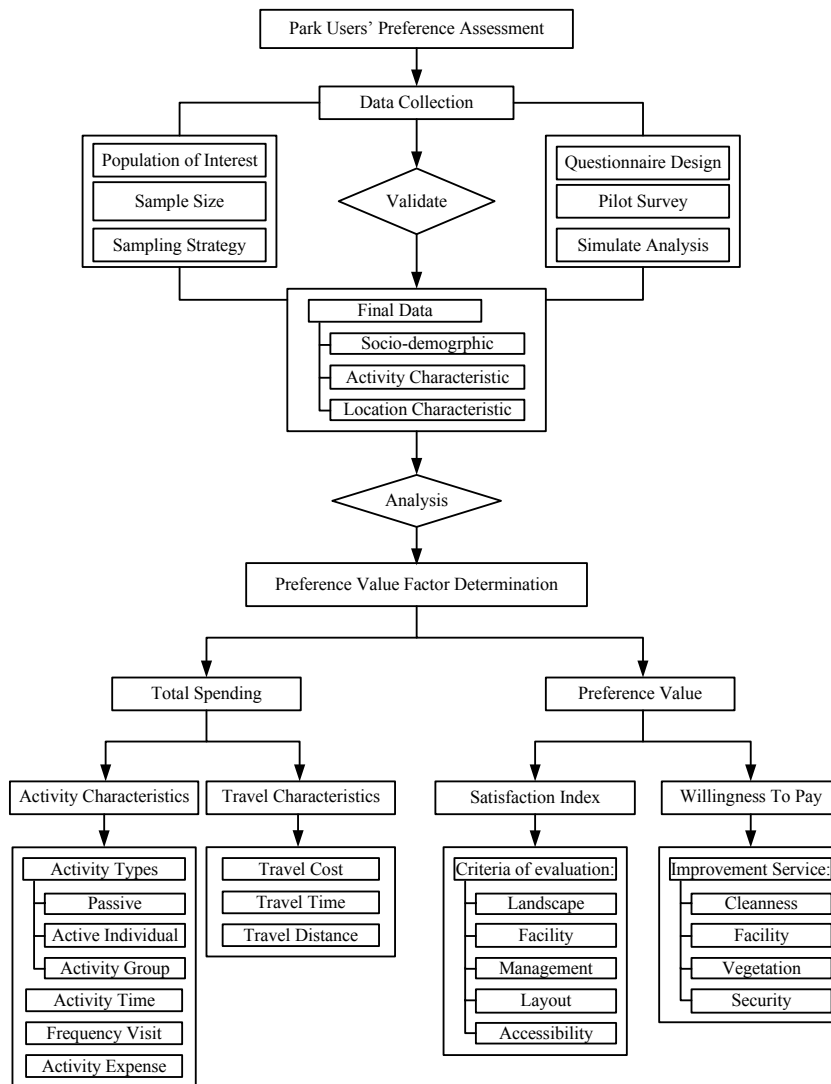 Park Users’ Preference Assessment
Data Collection
Population of Interest
Sample Size
Sampling Strategy
Validate
Questionnaire Design
Pilot Survey
Simulate Analysis
Final Data
Socio-demogrphic
Activity Characteristic
Location Characteristic
Analysis
Preference Value Factor Determination
Total Spending
Preference Value
Activity Characteristics
Travel Characteristics
Satisfaction Index
Willingness To Pay
Activity Types
Passive
Active Individual
Activity Group
Activity Time
Frequency Visit
Activity Expense
Travel Cost
Travel Time
Travel Distance
Criteria of evaluation:
Landscape
Facility
Management
Layout
Accessibility
Improvement Service:
Cleanness
Facility
Vegetation
Security